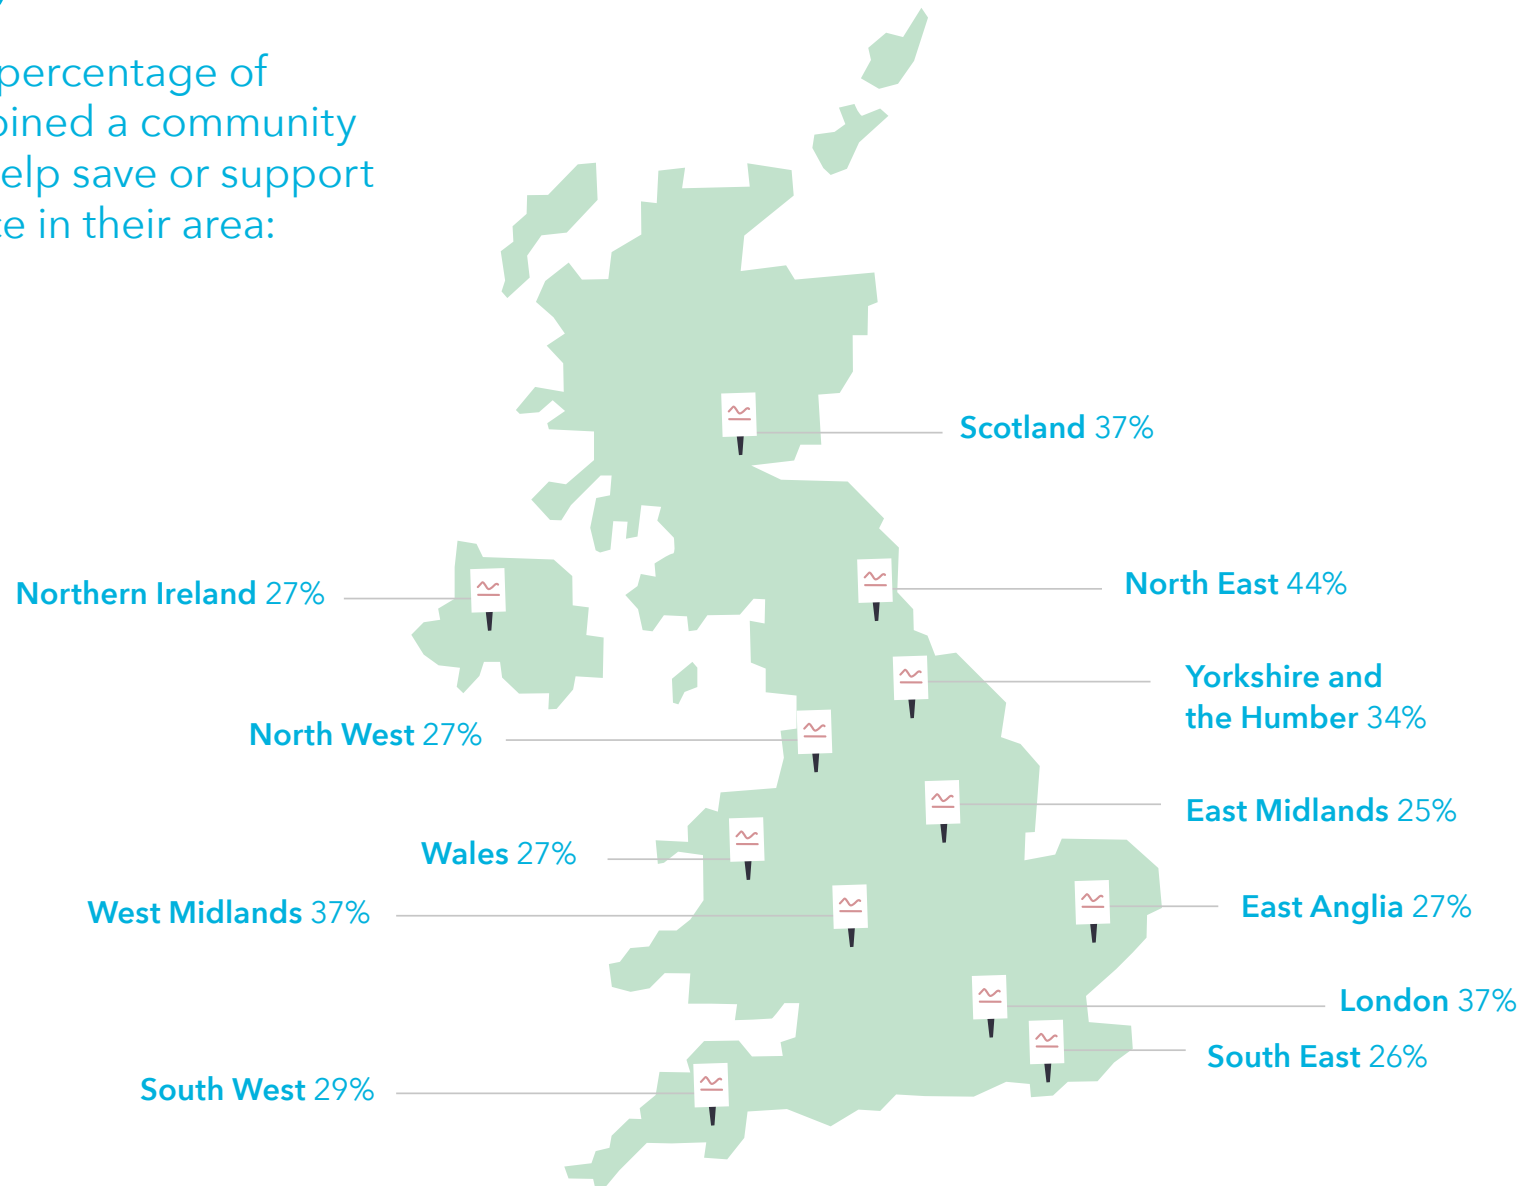 percentage of
a community
save or support
in their area:
Scotland 37%
Northern Ireland 27%
North East 44%
Yorkshire and
the Humber 34%
North West 27%
East Midlands 25%
Wales 27%
West Midlands 37%
East Anglia 27%
London 37%
South East 26%
South West 29%